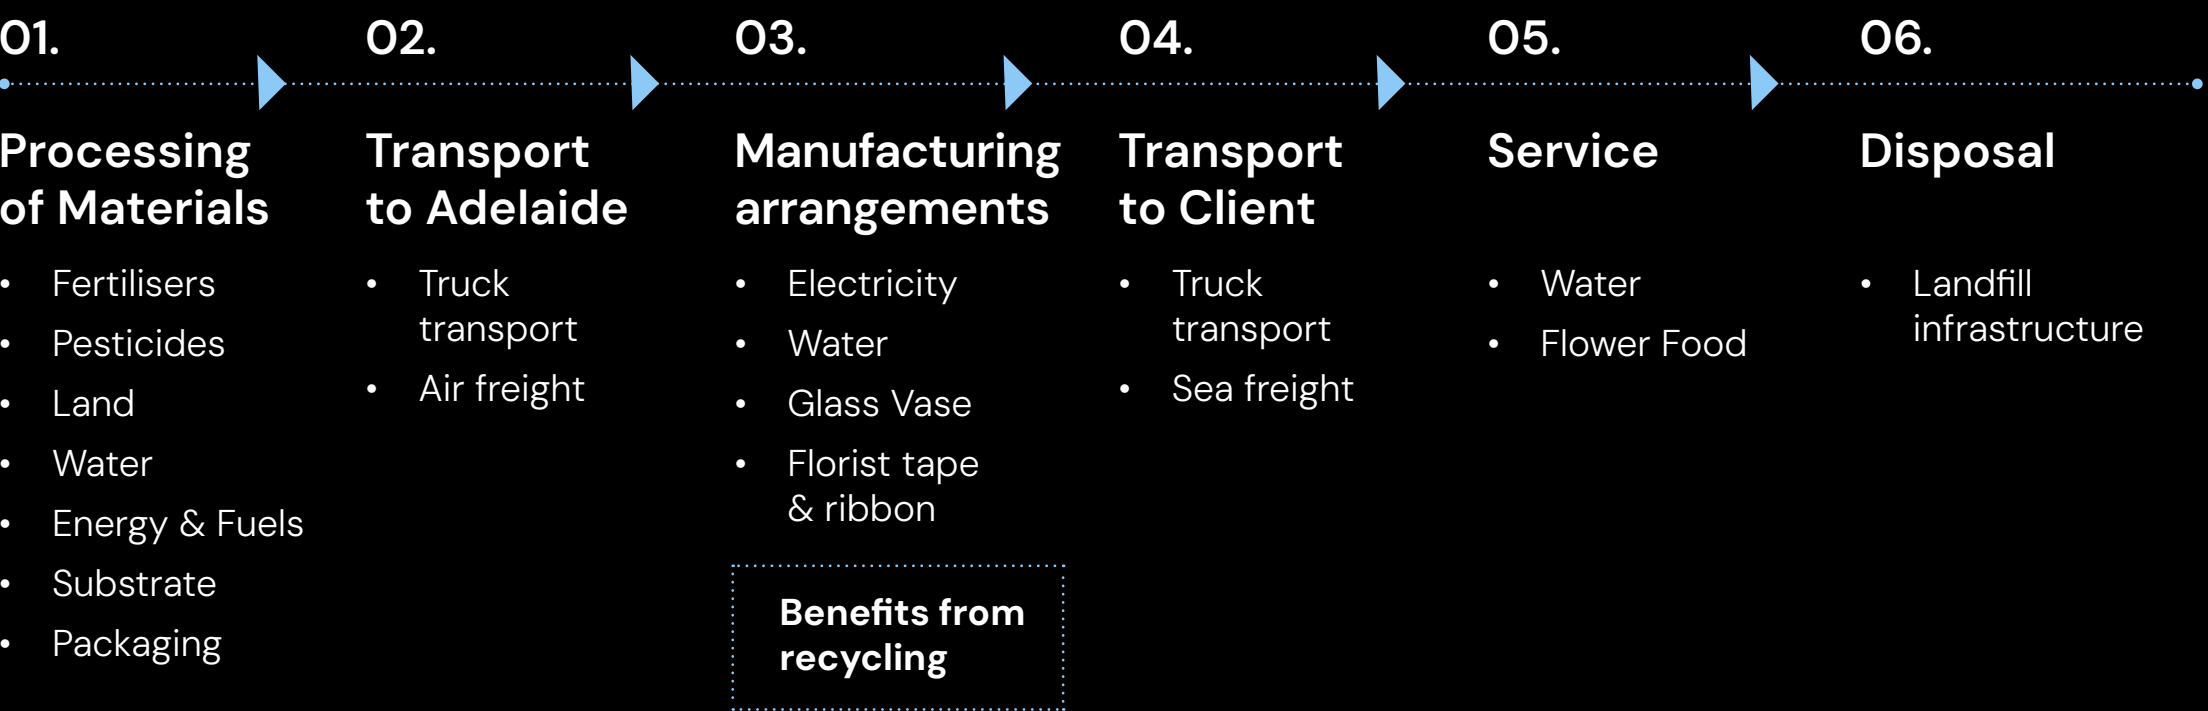 01.
Processing
of Materials
• Fertilisers
• Pesticides
• Land
• Water
• Energy & Fuels
• Substrate
• Packaging
02.
Transport
to Adelaide
• Truck
transport
• Air freight
03.
Manufacturing
arrangements
• Electricity
• Water
• Glass Vase
• Florist tape
& ribbon
Benefits from
recycling
04.
Transport
to Client
• Truck
transport
• Sea freight
05.
Service
• Water
• Flower Food
06.
Disposal
• Landfill
infrastructure